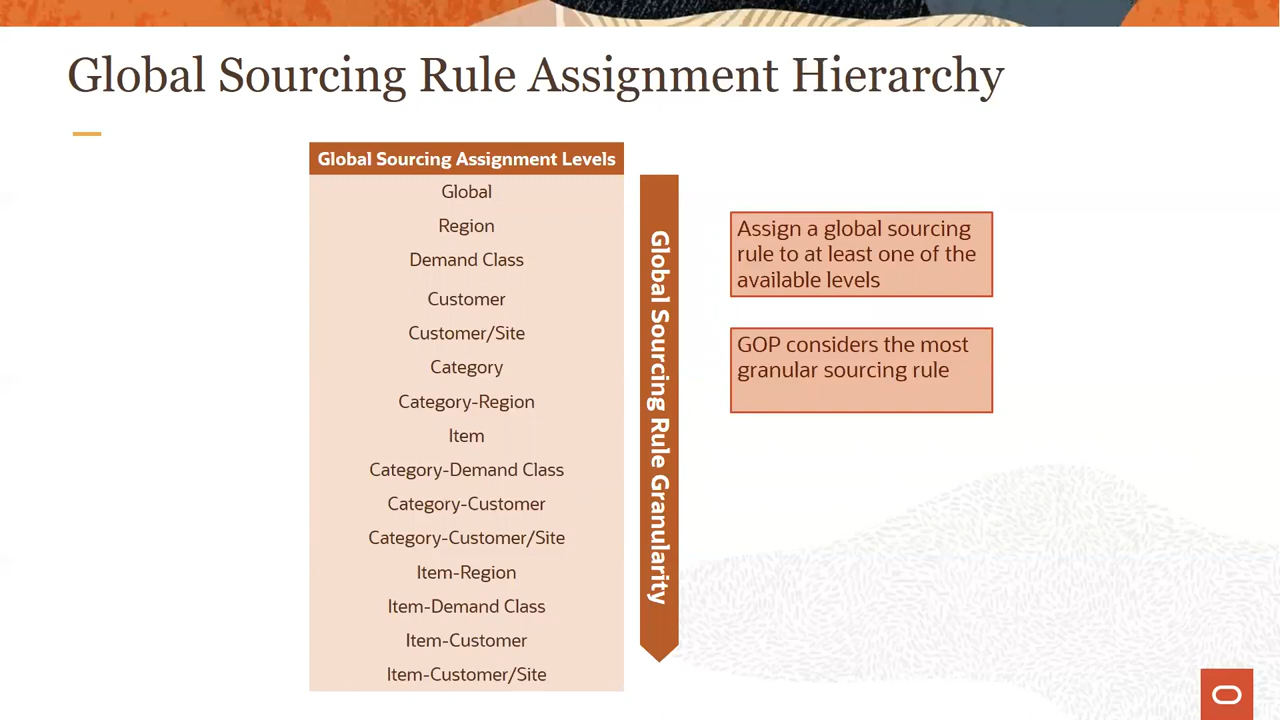 Global Sourcing Rule Assignment Hierarchy
Global Sourcing Assignment Levels
Global
Region
Demand Class
Customer
Customer/Site
Category
Category-Region
Item
Category-Demand Class
Category-Customer
Category-Customer/Site
Item-Region
Item-Demand Class
Item-Customer
Item-Customer/Site
Global Sourcing Rule Granularity
Assign a global sourcing
rule to at least one of the
available levels
GOP considers the most
granular sourcing rule